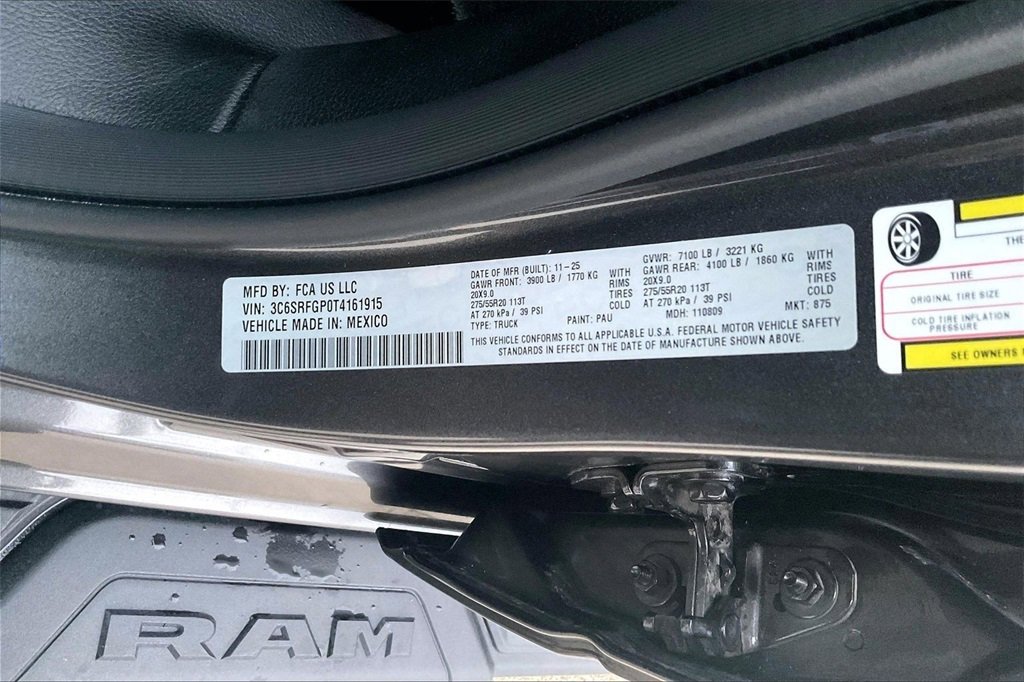 MFD BY: FCA US LLC
VIN: 3C6SRFGP0T4161915
VEHICLE MADE IN: MEXICO
DATE OF MFR (BUILT): 11-25
GAWR FRONT: 3900 LB / 1770 KG WITH
20X9.0 RIMS
275/55R20 113T TIRES
AT 270 kPa / 39 PSI COLD
TYPE: TRUCK PAINT: PAU
GVWR: 7100 LB / 3221 KG
GAWR REAR: 4100 LB / 1860 KG WITH
20X9.0 RIMS
275/55R20 113T TIRES
AT 270 kPa / 39 PSI COLD
MDH: 110809 MKT: 875
THIS VEHICLE CONFORMS TO ALL APPLICABLE U.S.A. FEDERAL MOTOR VEHICLE SAFETY
STANDARDS IN EFFECT ON THE DATE OF MANUFACTURE SHOWN ABOVE.
TIRE
ORIGINAL TIRE SIZE
COLD TIRE INFLATION
PRESSURE
SEE OWNERS
RAM